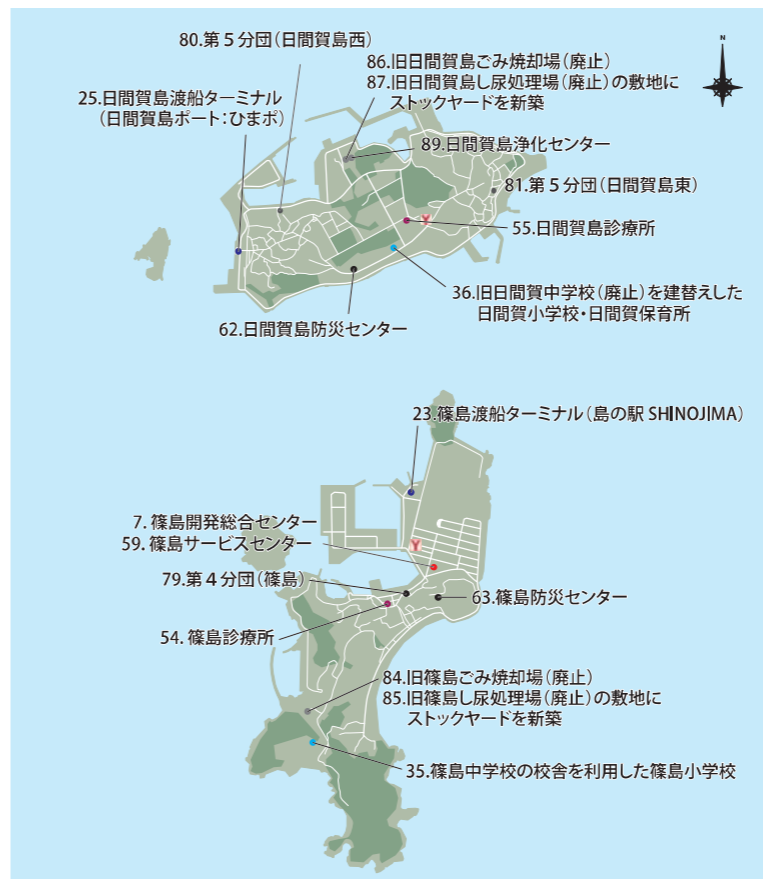 N
80.第5分団（日間賀島西）
86.旧日間賀島ごみ焼却場（廃止）
87.旧日間賀島し尿処理場（廃止）の敷地に
ストックヤードを新築
25.日間賀島渡船ターミナル
（日間賀島ポート：ひまポ）
89.日間賀島浄化センター
81.第5分団（日間賀島東）
Y
55.日間賀島診療所
36.旧日間賀中学校（廃止）を建替えした
日間賀小学校・日間賀保育所
62.日間賀島防災センター
23.篠島渡船ターミナル（島の駅 SHINOJIMA）
7. 篠島開発総合センター
59. 篠島サービスセンター
Y
79.第4分団（篠島）
63.篠島防災センター
54. 篠島診療所
84.旧篠島ごみ焼却場（廃止）
85.旧篠島し尿処理場（廃止）の敷地に
ストックヤードを新築
35.篠島中学校の校舎を利用した篠島小学校